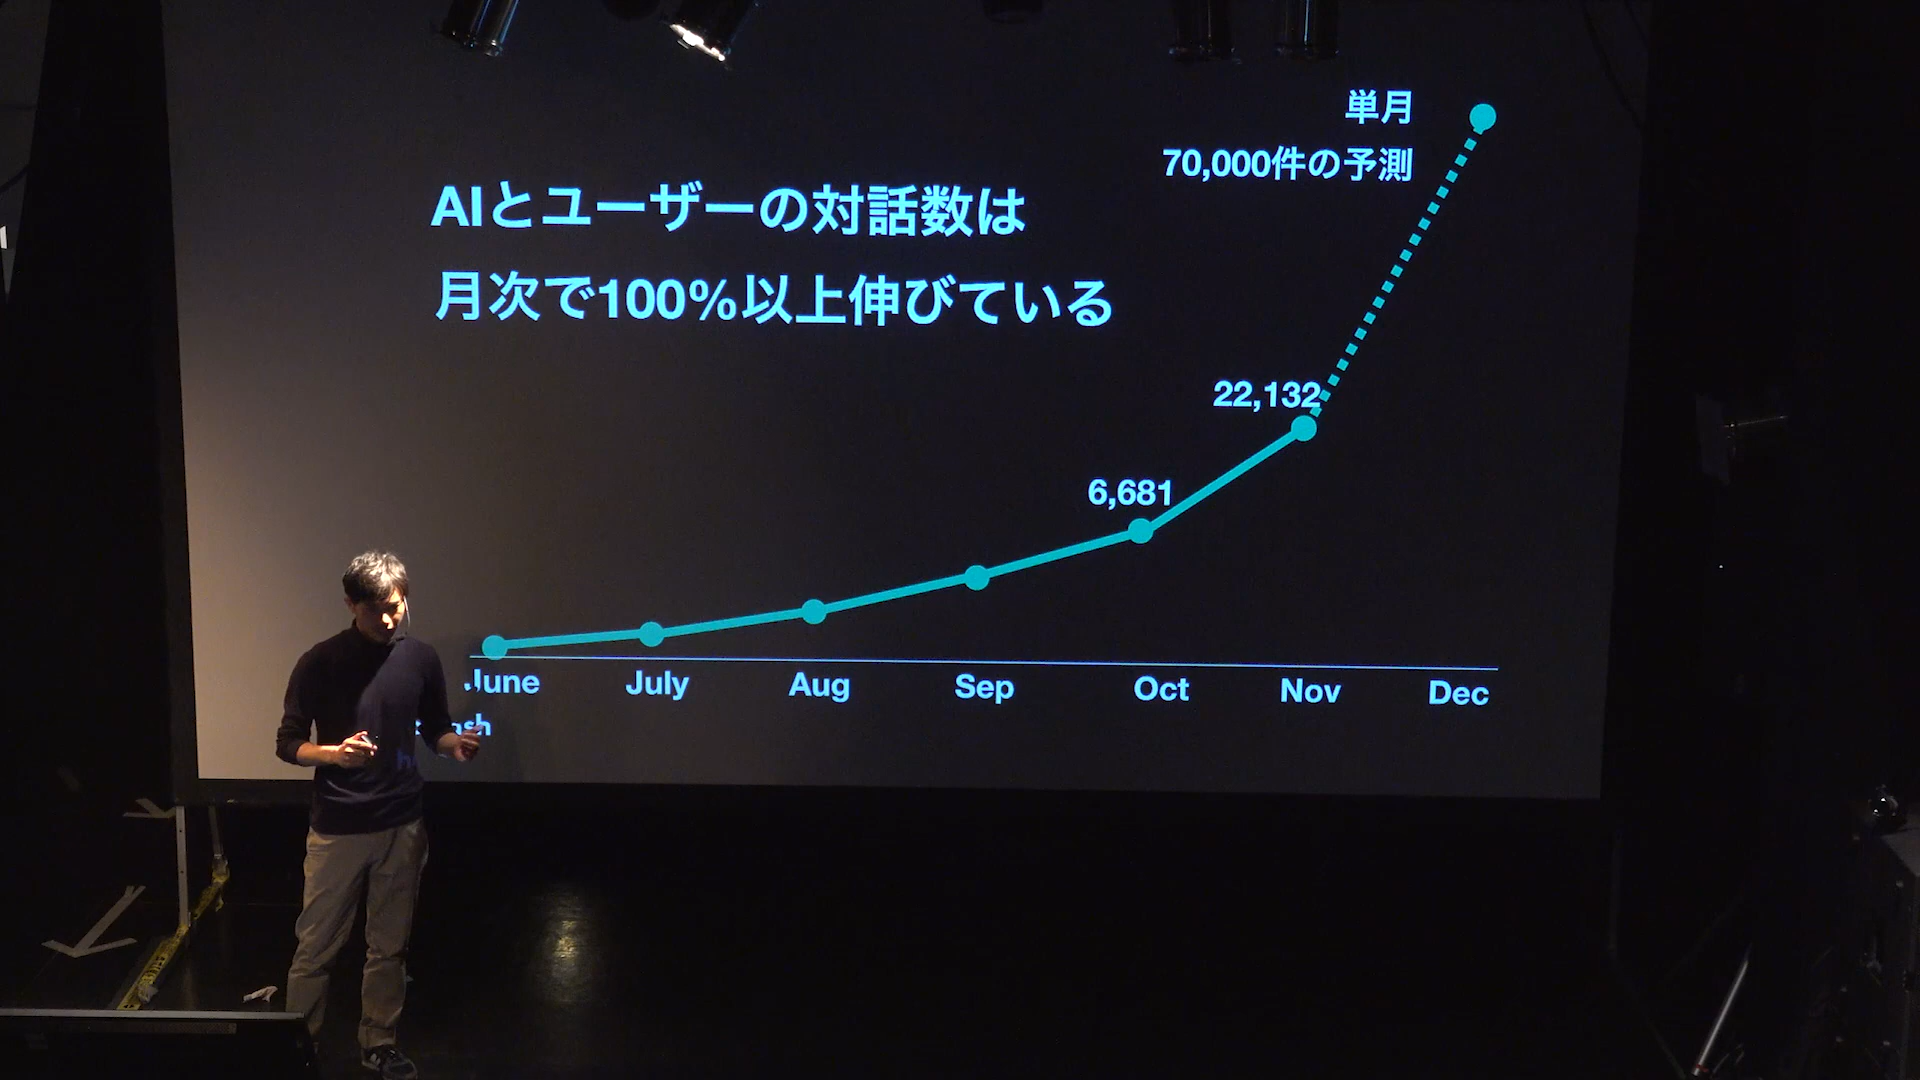 単月
70,000件の予測
AIとユーザーの対話数は
月次で100%以上伸びている
22,132
6,681
June July Aug Sep Oct Nov Dec